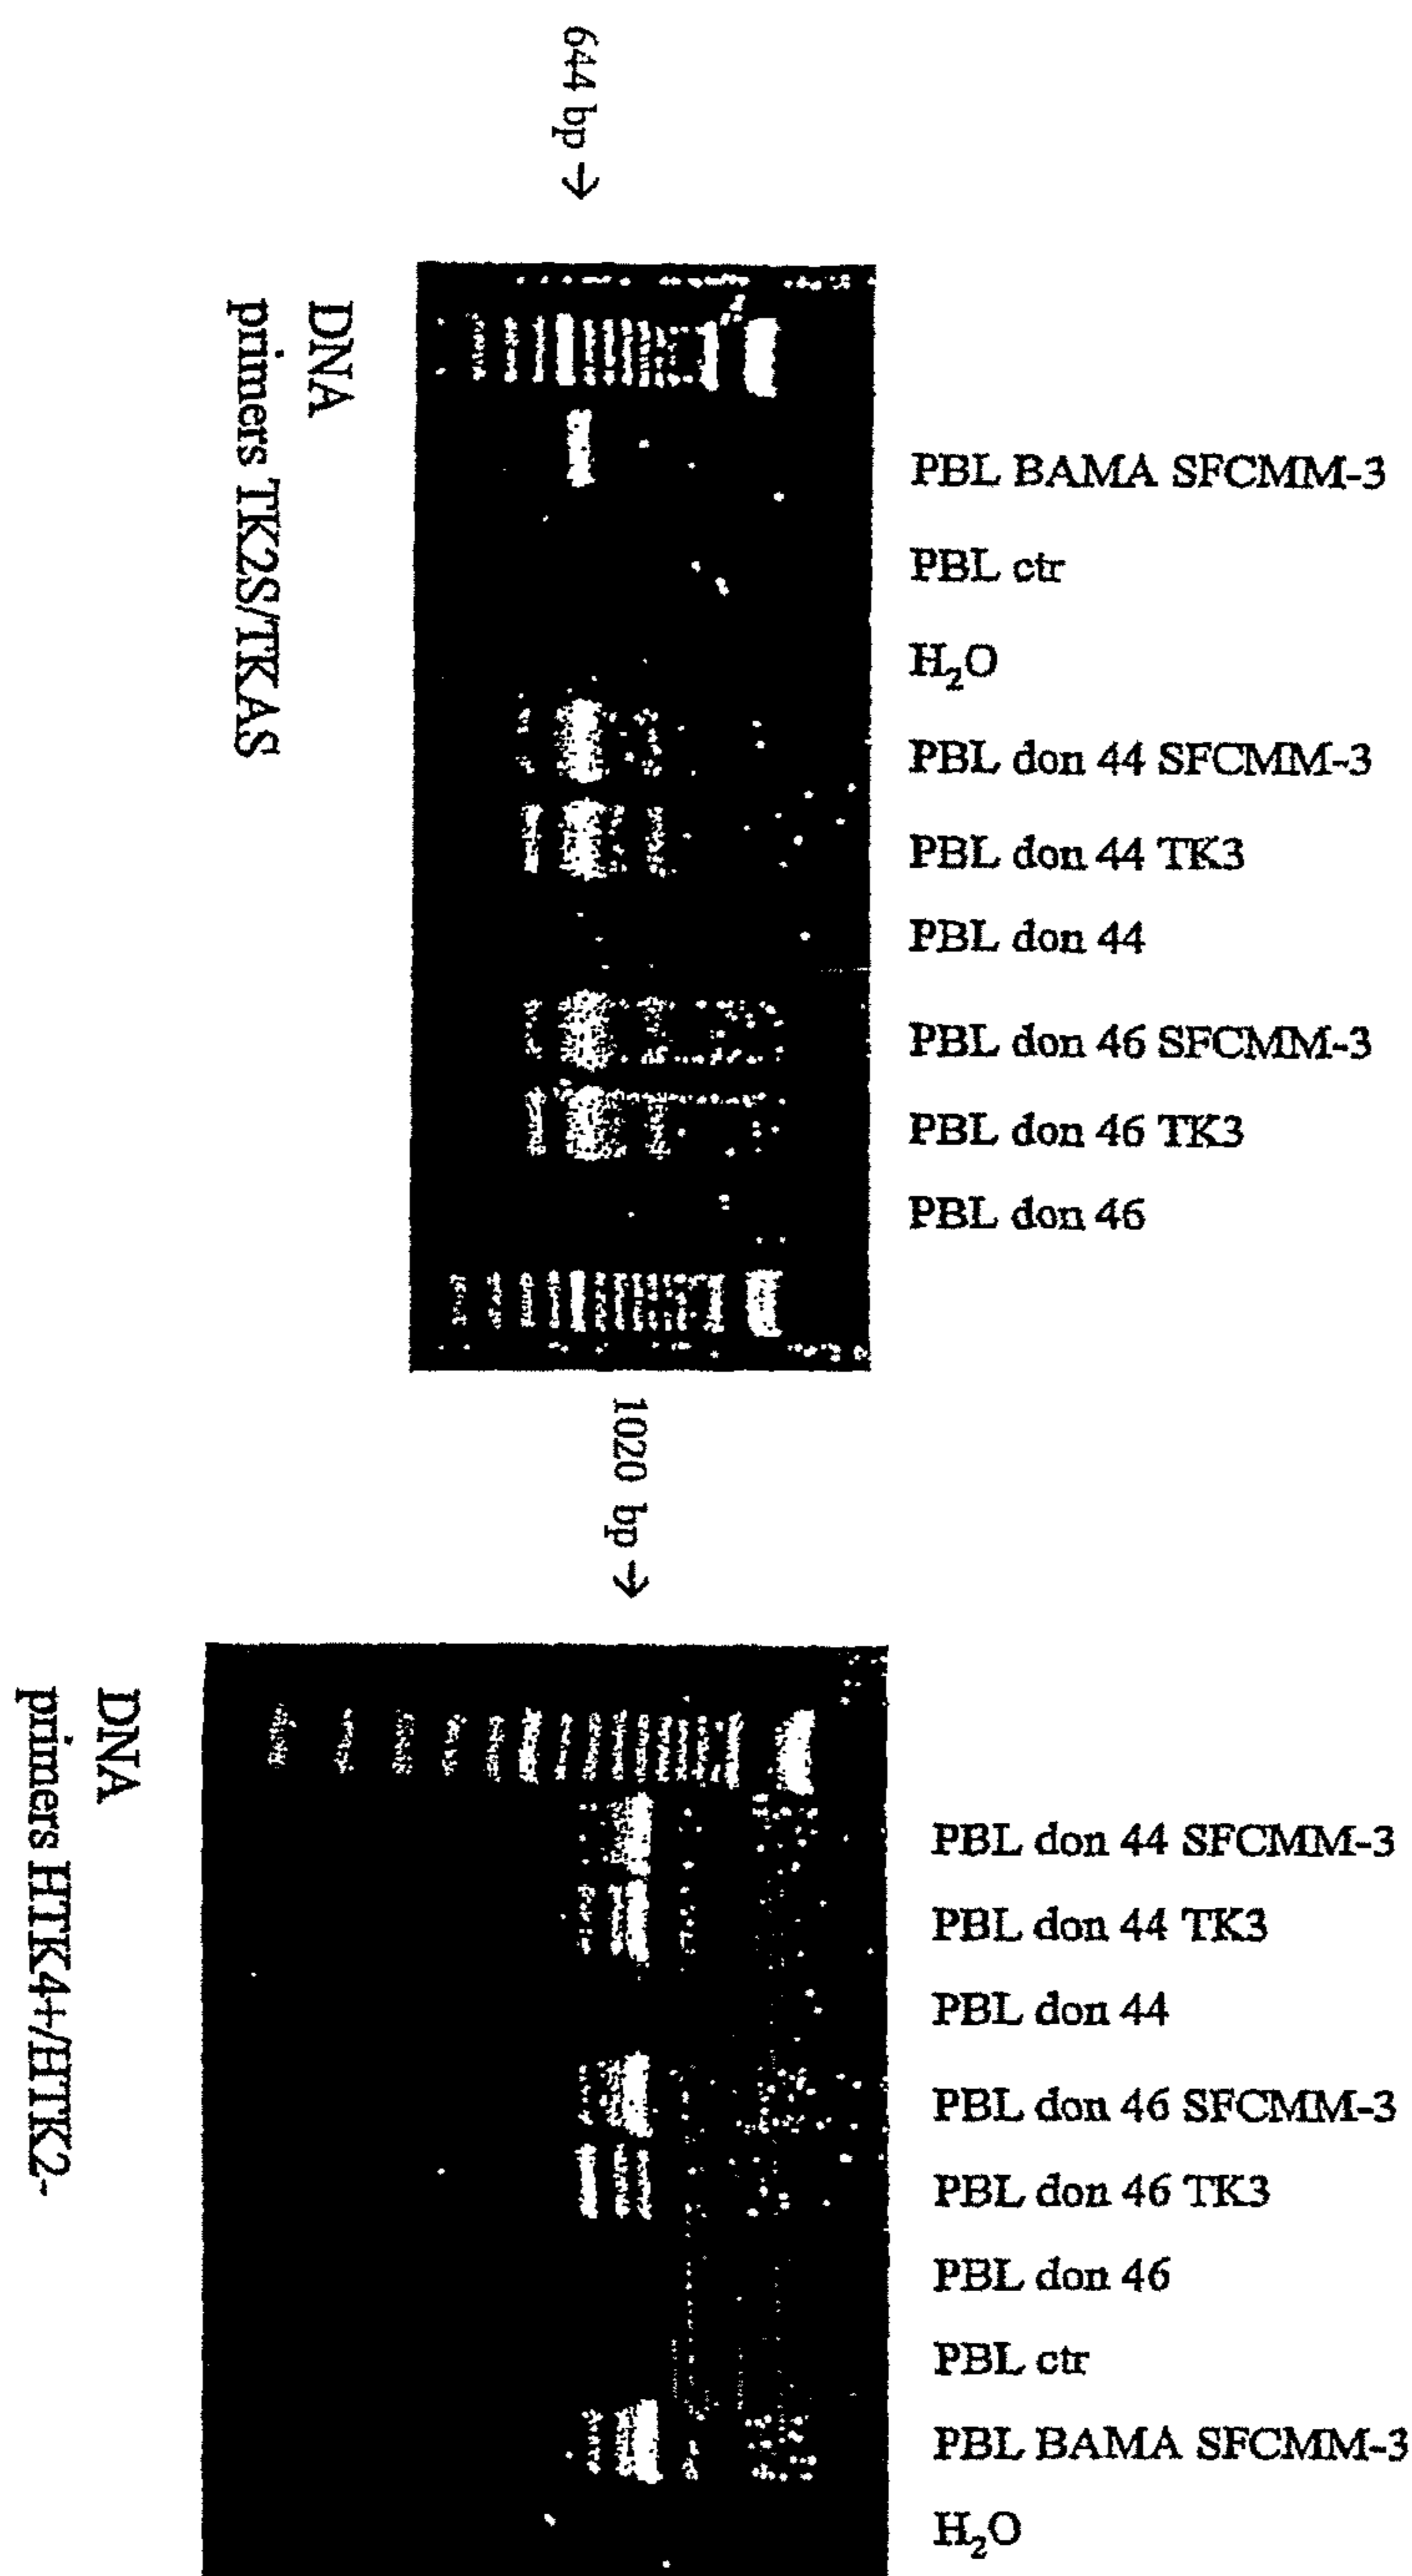 644 bp →
PBL BAMA SFCMM-3
PBL ctr
H₂O
PBL don 44 SFCMM-3
PBL don 44 TK3
PBL don 44
PBL don 46 SFCMM-3
PBL don 46 TK3
PBL don 46
DNA
primers TK2S/TKAS
1020 bp →
PBL don 44 SFCMM-3
PBL don 44 TK3
PBL don 44
PBL don 46 SFCMM-3
PBL don 46 TK3
PBL don 46
PBL ctr
PBL BAMA SFCMM-3
H₂O
DNA
primers HTK4+/HTK2-